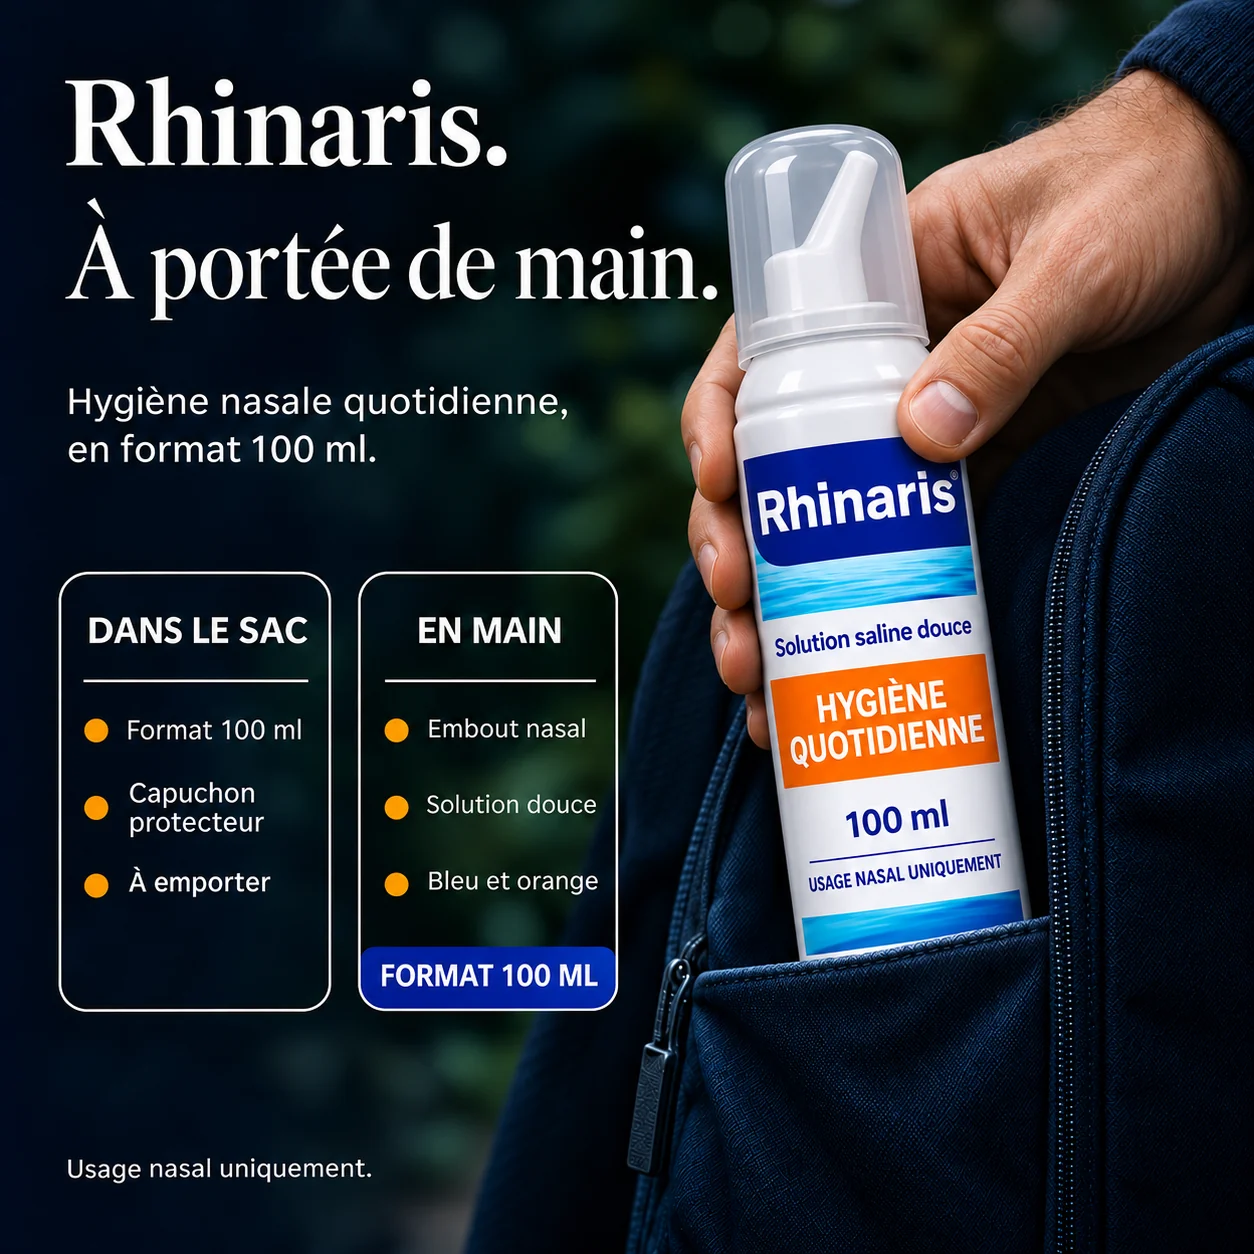 Rhinaris.
À portée de main.
Hygiène nasale quotidienne,
en format 100 ml.
DANS LE SAC
Format 100 ml
Capuchon
protecteur
À emporter
EN MAIN
Embout nasal
Solution douce
Bleu et orange
FORMAT 100 ML
Usage nasal uniquement.
Rhinaris®
Solution saline douce
HYGIÈNE
QUOTIDIENNE
100 ml
USAGE NASAL UNIQUEMENT